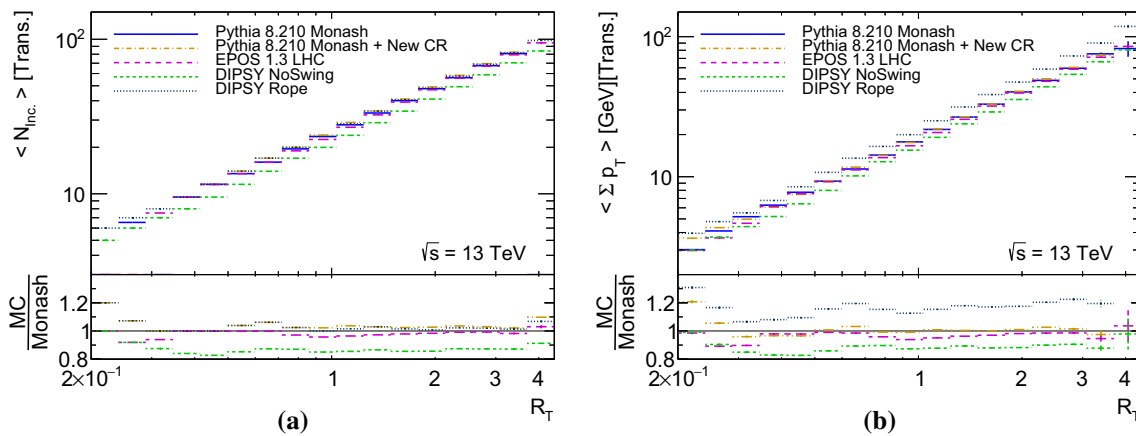 < N_Inc. > [Trans.]
10²
10
Pythia 8.210 Monash
Pythia 8.210 Monash + New CR
EPOS 1.3 LHC
DIPSY NoSwing
DIPSY Rope
√s = 13 TeV
MC
Monash
1.2
1
0.8
2×10⁻¹ 1 2 3 4
R_T
(a)
< Σ p_T > [GeV][Trans.]
10²
10
Pythia 8.210 Monash
Pythia 8.210 Monash + New CR
EPOS 1.3 LHC
DIPSY NoSwing
DIPSY Rope
√s = 13 TeV
MC
Monash
1.2
1
0.8
2×10⁻¹ 1 2 3 4
R_T
(b)